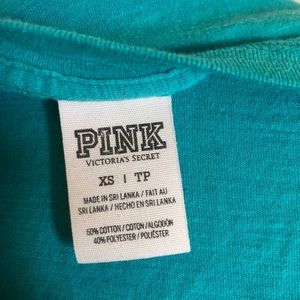 PINK
VICTORIA'S SECRET
XS | TP
MADE IN SRI LANKA / FAIT AU
SRI LANKA / HECHO EN SRI LANKA
60% COTTON / COTON / ALGODÓN
40% POLYESTER / POLIÉSTER